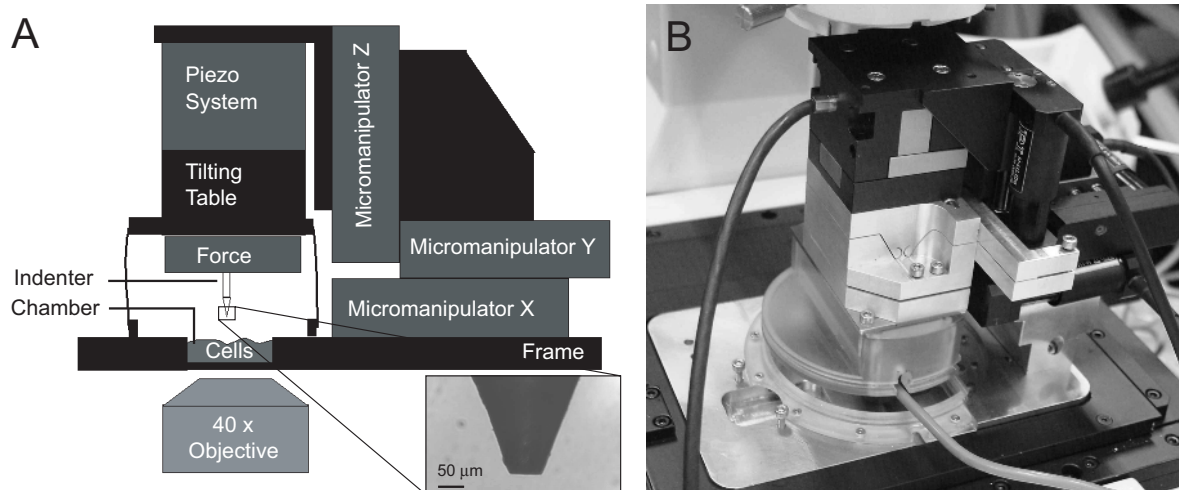 A
Piezo
System
Tilting
Table
Force
Indenter
Chamber
Cells
40 x
Objective
Micromanipulator Z
Micromanipulator Y
Micromanipulator X
Frame
50 μm
B